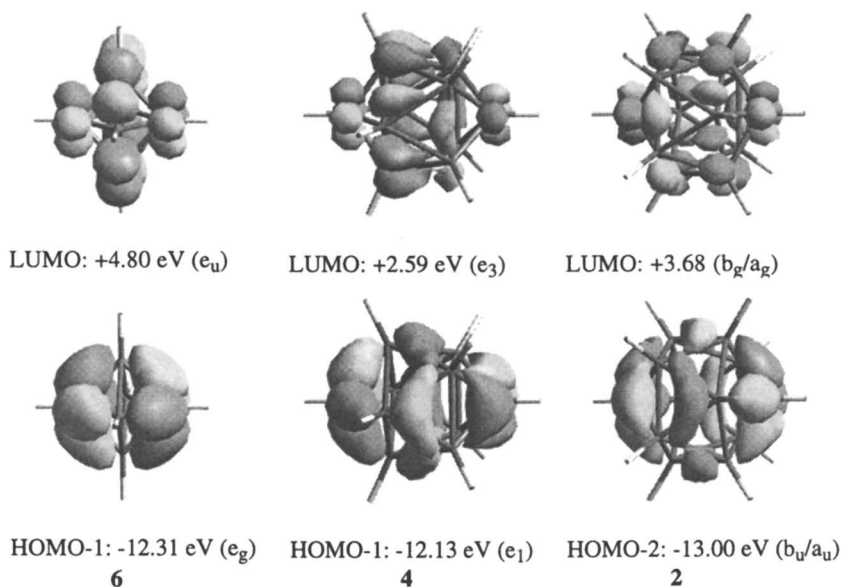 LUMO: +4.80 eV (eu) LUMO: +2.59 eV (e3) LUMO: +3.68 (bg/ag)
HOMO-1: -12.31 eV (eg) HOMO-1: -12.13 eV (e1) HOMO-2: -13.00 eV (bu/au)
6 4 2